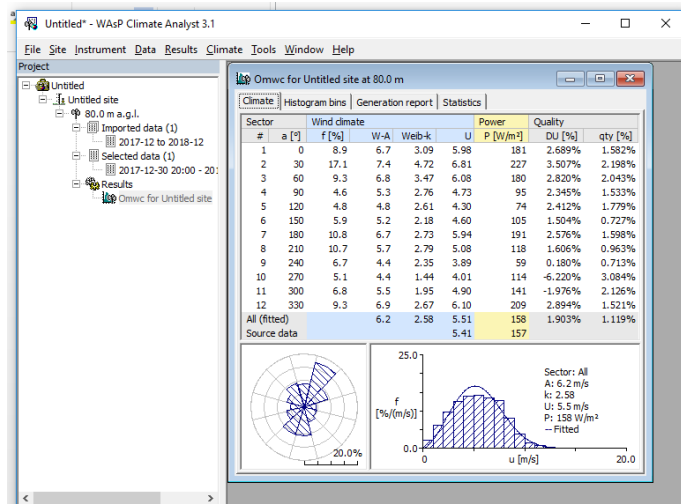 Untitled* - WAsP Climate Analyst 3.1
File Site Instrument Data Results Climate Tools Window Help
Project
Untitled
Untitled site
80.0 m a.g.l.
Imported data (1)
2017-12 to 2018-12
Selected data (1)
2017-12-30 20:00 - 201
Results
Omwc for Untitled site
Omwc for Untitled site at 80.0 m
Climate Histogram bins Generation report Statistics
Sector Wind climate Power Quality
# a [°] f [%] W-A Weib-k U P [W/m²] DU [%] qty [%]
1 0 8.9 6.7 3.09 5.98 181 2.689% 1.582%
2 30 17.1 7.4 4.72 6.81 227 3.507% 2.198%
3 60 9.3 6.8 3.47 6.08 180 2.820% 2.043%
4 90 4.6 5.3 2.76 4.73 95 2.345% 1.533%
5 120 4.8 4.8 2.61 4.30 74 2.412% 1.779%
6 150 5.9 5.2 2.18 4.60 105 1.504% 0.727%
7 180 10.8 6.7 2.73 5.94 191 2.576% 1.598%
8 210 10.7 5.7 2.79 5.08 118 1.606% 0.963%
9 240 6.7 4.4 2.35 3.89 59 0.180% 0.713%
10 270 5.1 4.4 1.44 4.01 114 -6.220% 3.084%
11 300 6.8 5.5 1.95 4.90 141 -1.976% 2.126%
12 330 9.3 6.9 2.67 6.10 209 2.894% 1.521%
All (fitted) 6.2 2.58 5.51 158 1.903% 1.119%
Source data 5.41 157
20.0%
25.0
f
[%/(m/s)]
0.0
0
u [m/s]
20.0
Sector: All
A: 6.2 m/s
k: 2.58
U: 5.5 m/s
P: 158 W/m²
— Fitted